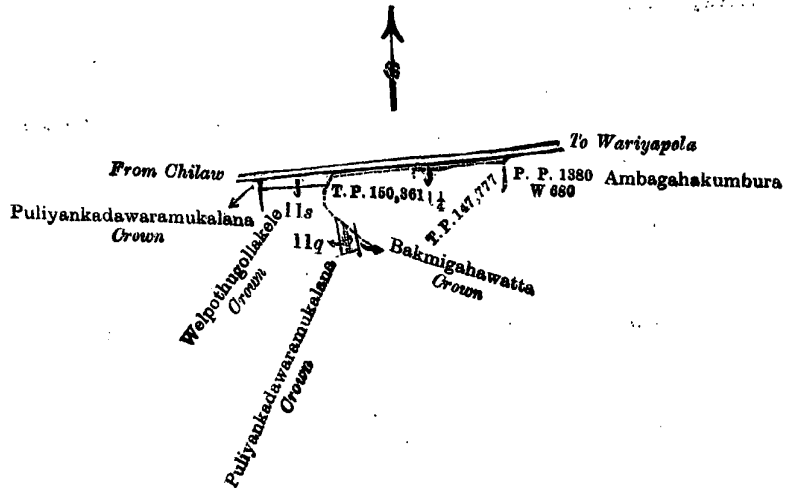 To Wariyapola
From Chilaw
T. P. 150,361
1¼
P. P. 1380
W 680
Ambagahakumbura
T. P. 147,777
Puliyankadawaramukalana
Crown
11s
Welpothugollakele
Crown
11q
Bakmigahawatta
Crown
Puliyankadawaramukalana
Crown